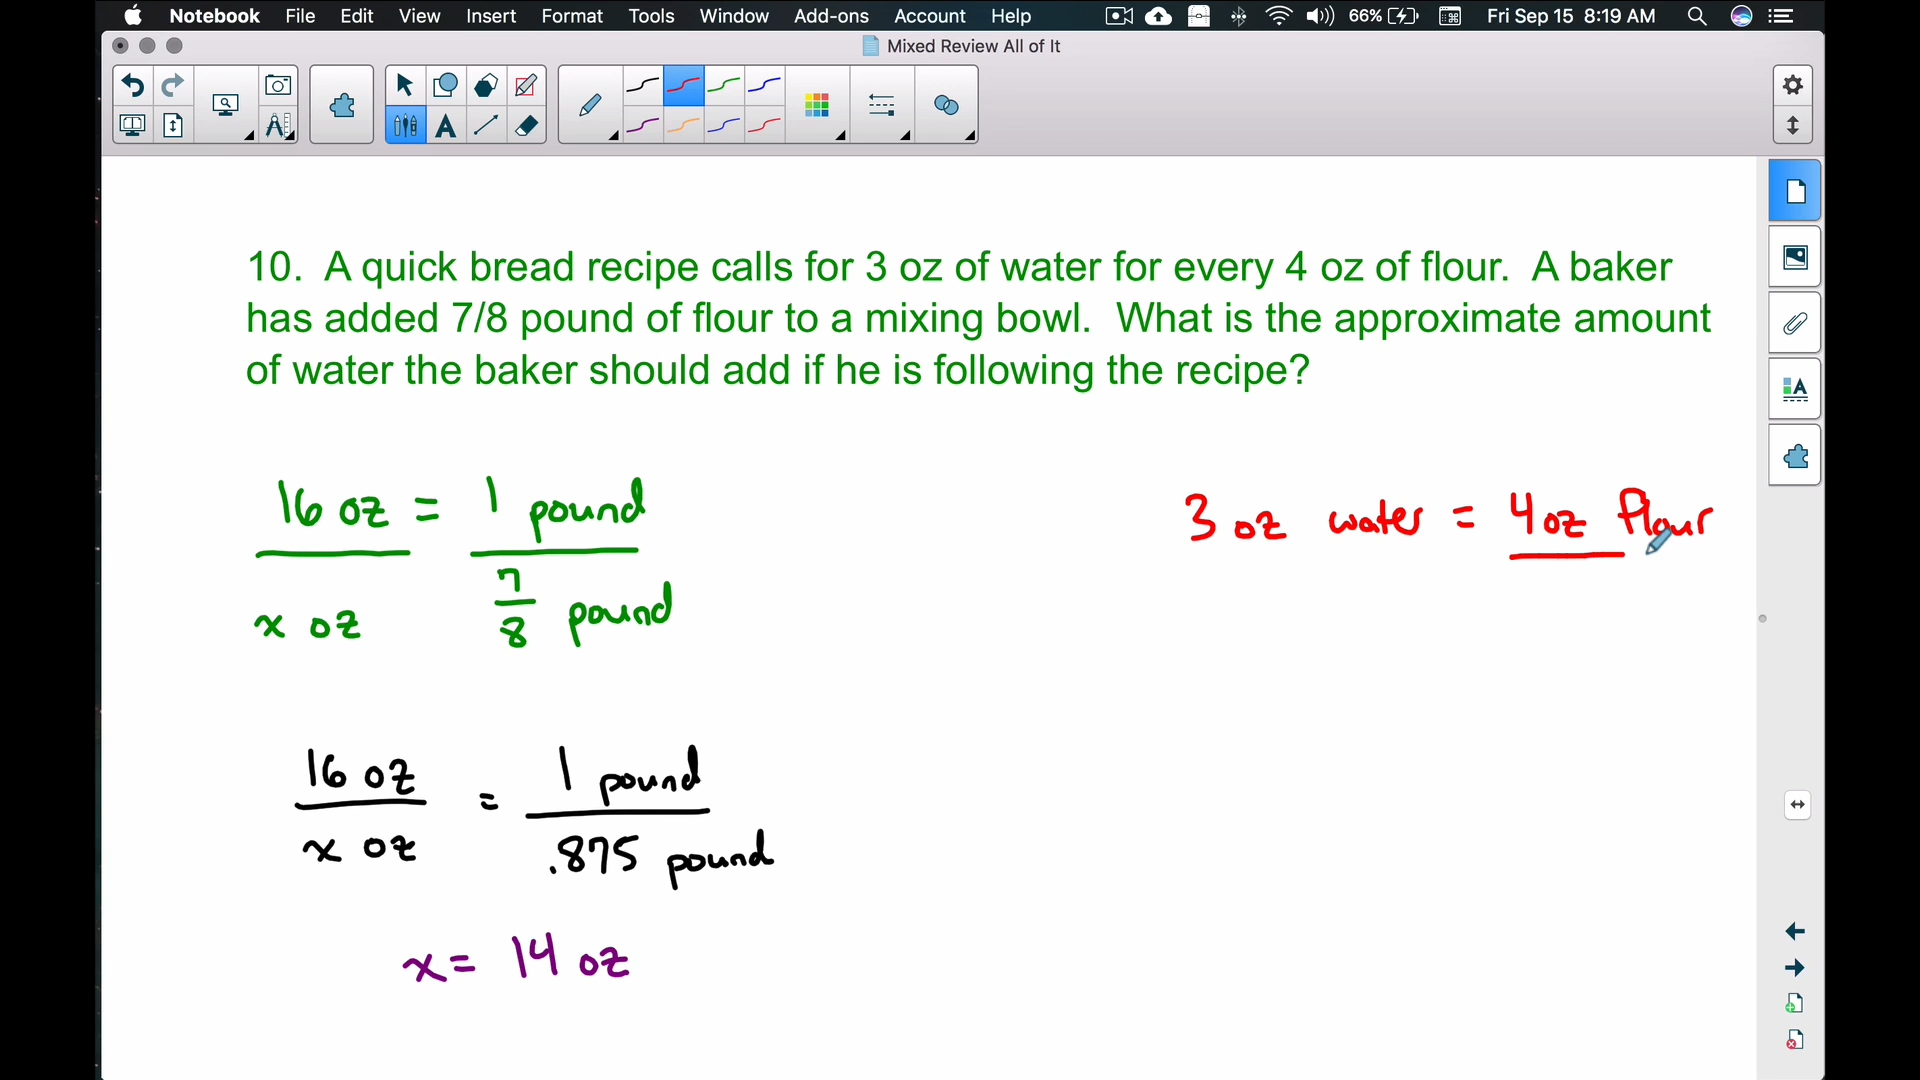 Notebook File Edit View Insert Format Tools Window Add-ons Account Help 66% Fri Sep 15 8:19 AM
Mixed Review All of It
10. A quick bread recipe calls for 3 oz of water for every 4 oz of flour. A baker
has added 7/8 pound of flour to a mixing bowl. What is the approximate amount
of water the baker should add if he is following the recipe?
16 oz = 1 pound
x oz 7/8 pound
3 oz water = 4 oz flour
16 oz = 1 pound
x oz .875 pound
x = 14 oz